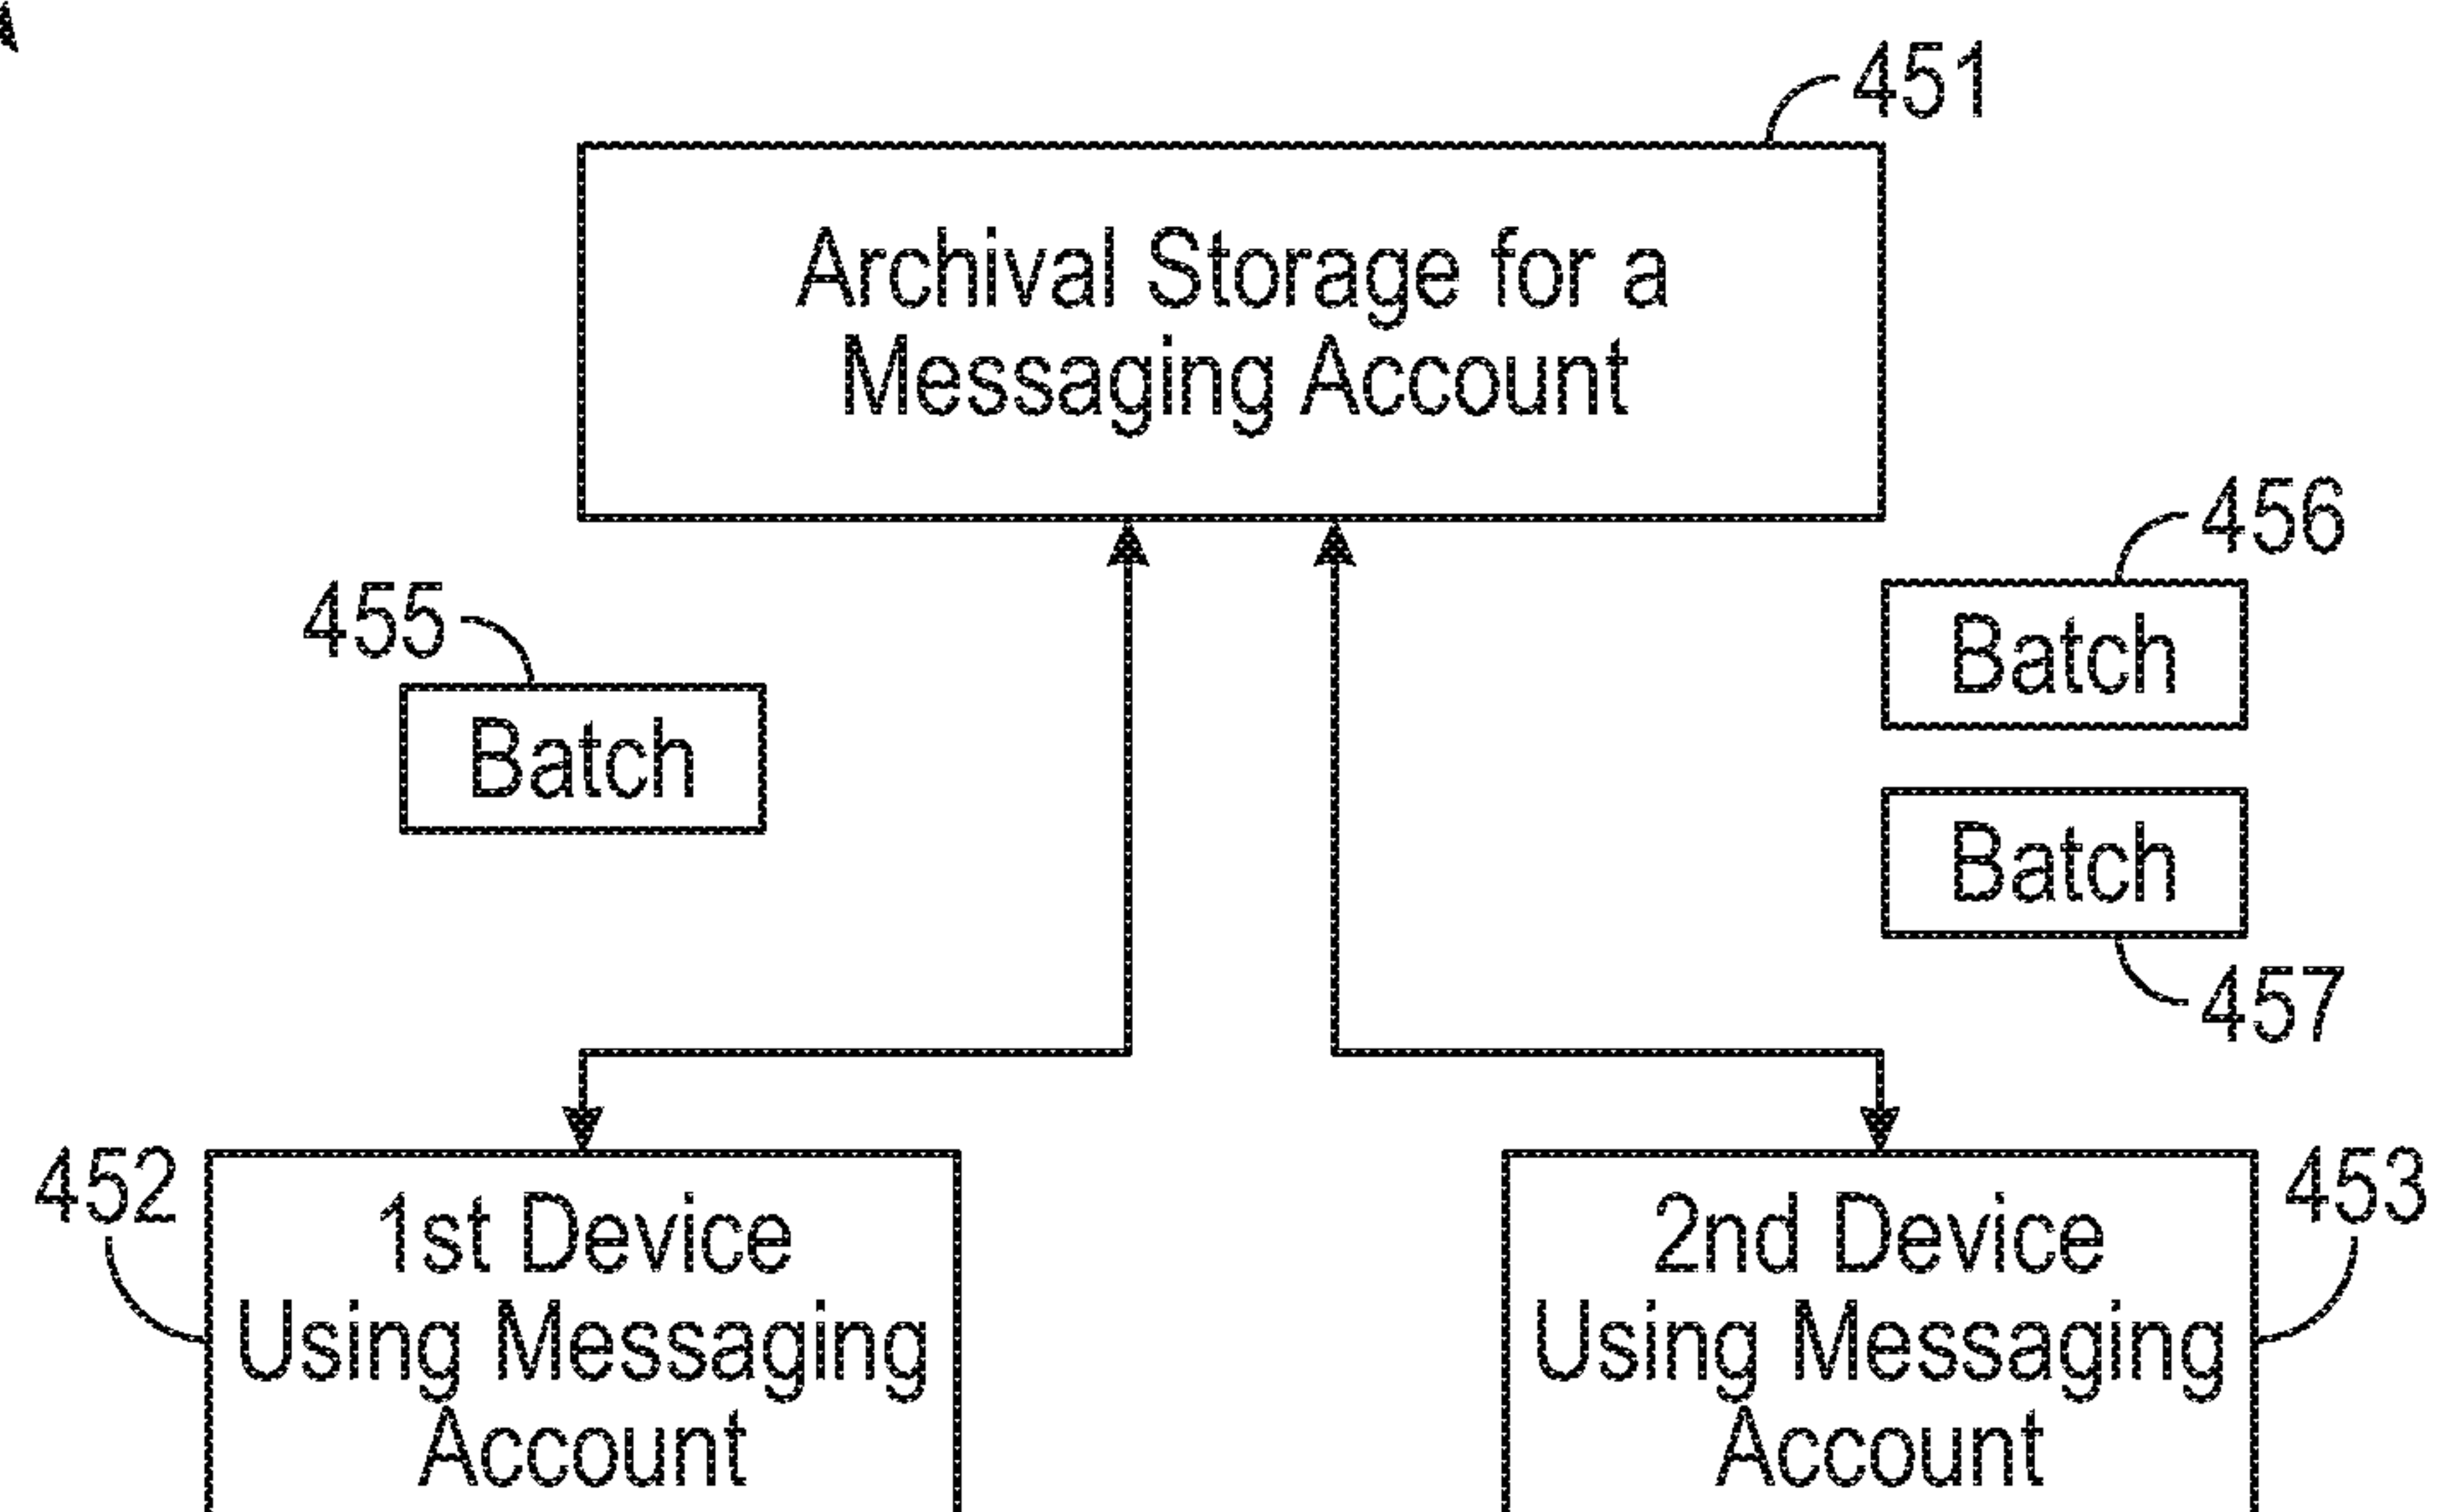 451
Archival Storage for a
Messaging Account
456
Batch
455
Batch
Batch
457
452
1st Device
Using Messaging
Account
453
2nd Device
Using Messaging
Account